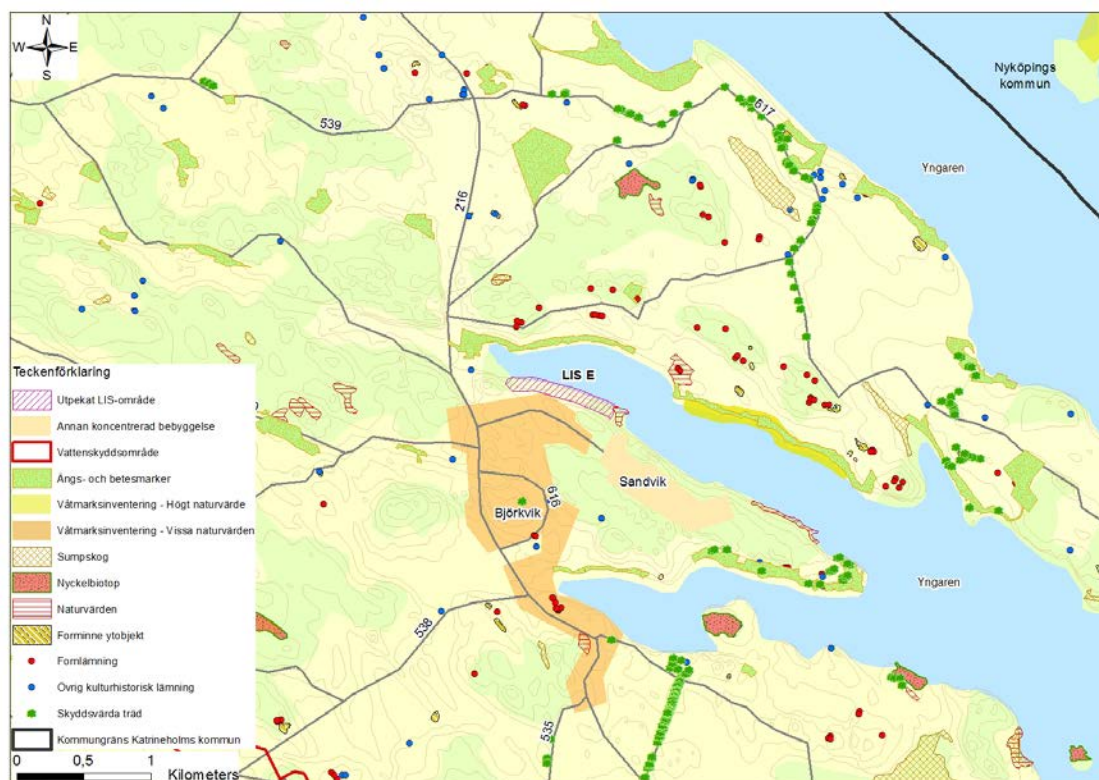 N
W E
S
Nyköpings
kommun
539
617
Yngaren
216
LIS E
Teckenförklaring
Utpekat LIS-område
Annan koncentrerad bebyggelse
Vattenskyddsområde
Ängs- och betesmarker
Våtmarksinventering - Högt naturvärde
Våtmarksinventering - Vissa naturvärden
Sumpskog
Nyckelbiotop
Naturvärden
Fornminne ytobjekt
Fornlämning
Övrig kulturhistorisk lämning
Skyddsvärda träd
Kommungräns Katrineholms kommun
0 0,5 1
Kilometers
Sandvik
616
Björkvik
Yngaren
538
535